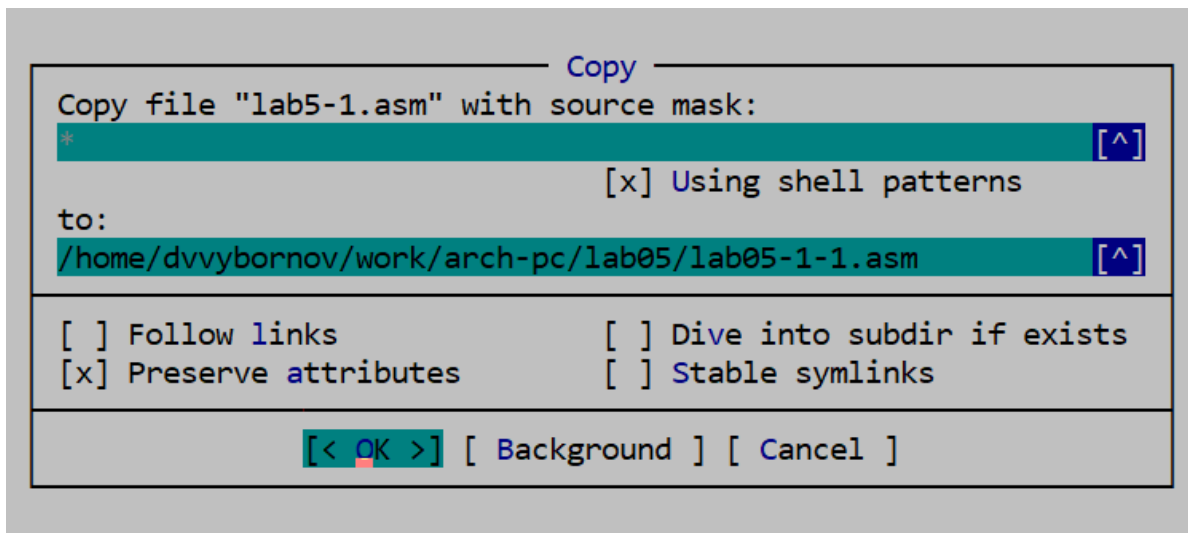 Copy
Copy file "lab5-1.asm" with source mask:
* [^]
[x] Using shell patterns
to:
/home/dvvybornov/work/arch-pc/lab05/lab05-1-1.asm [^]
[ ] Follow links [ ] Dive into subdir if exists
[x] Preserve attributes [ ] Stable symlinks
[< OK >] [ Background ] [ Cancel ]